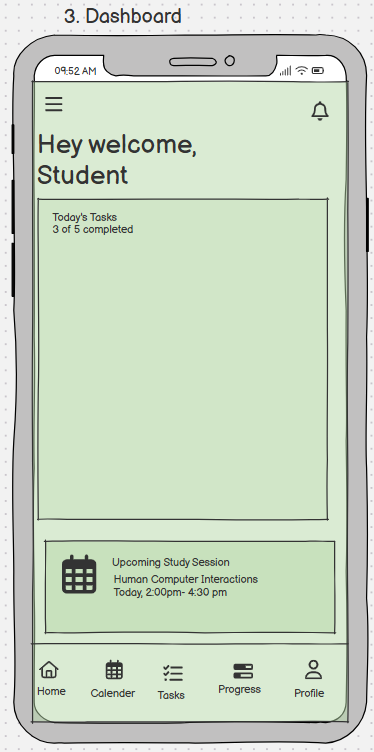 3. Dashboard
09:52 AM
Hey welcome,
Student
Today's Tasks
3 of 5 completed
Upcoming Study Session
Human Computer Interactions
Today, 2:00pm- 4:30 pm
Home
Calender
Tasks
Progress
Profile